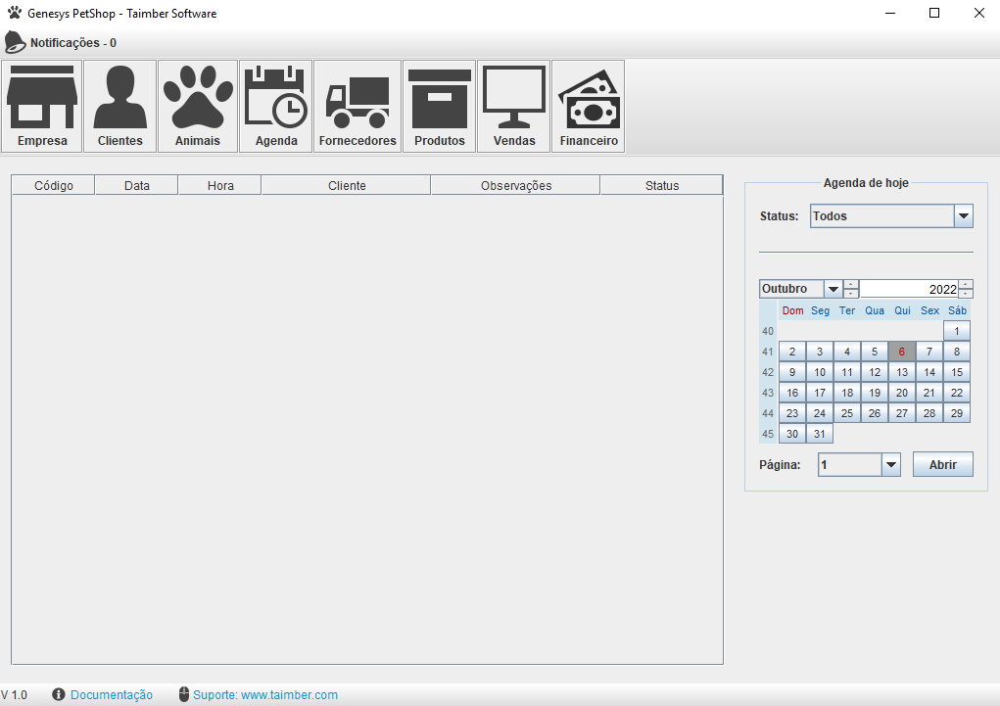 Genesys PetShop - Taimber Software
Notificações - 0
Empresa Clientes Animais Agenda Fornecedores Produtos Vendas Financeiro
Código Data Hora Cliente Observações Status
Agenda de hoje
Status: Todos
Outubro 2022
Dom Seg Ter Qua Qui Sex Sáb
40 1
41 2 3 4 5 6 7 8
42 9 10 11 12 13 14 15
43 16 17 18 19 20 21 22
44 23 24 25 26 27 28 29
45 30 31
Página: 1 Abrir
V 1.0 Documentação Suporte: www.taimber.com